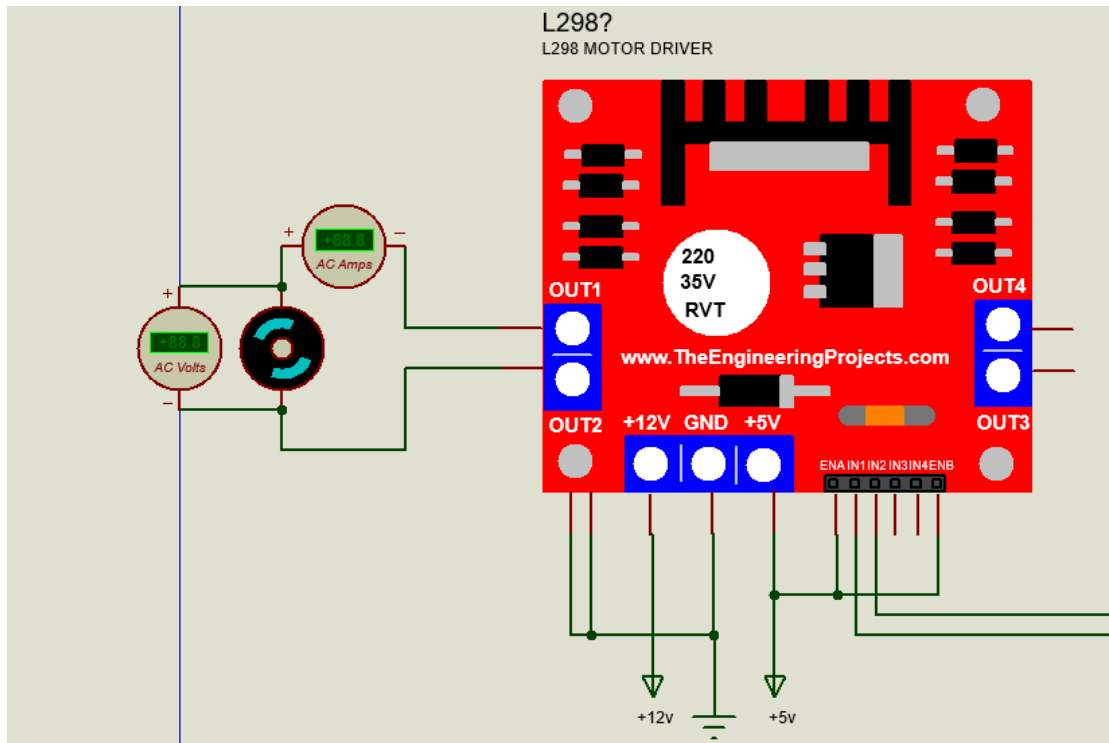 L298?
L298 MOTOR DRIVER
+88.8
AC Amps
+ −
220
35V
RVT
OUT1
OUT4
+
+88.8
AC Volts
−
www.TheEngineeringProjects.com
OUT2
+12V GND +5V
OUT3
ENA IN1 IN2 IN3 IN4 ENB
+12v
+5v